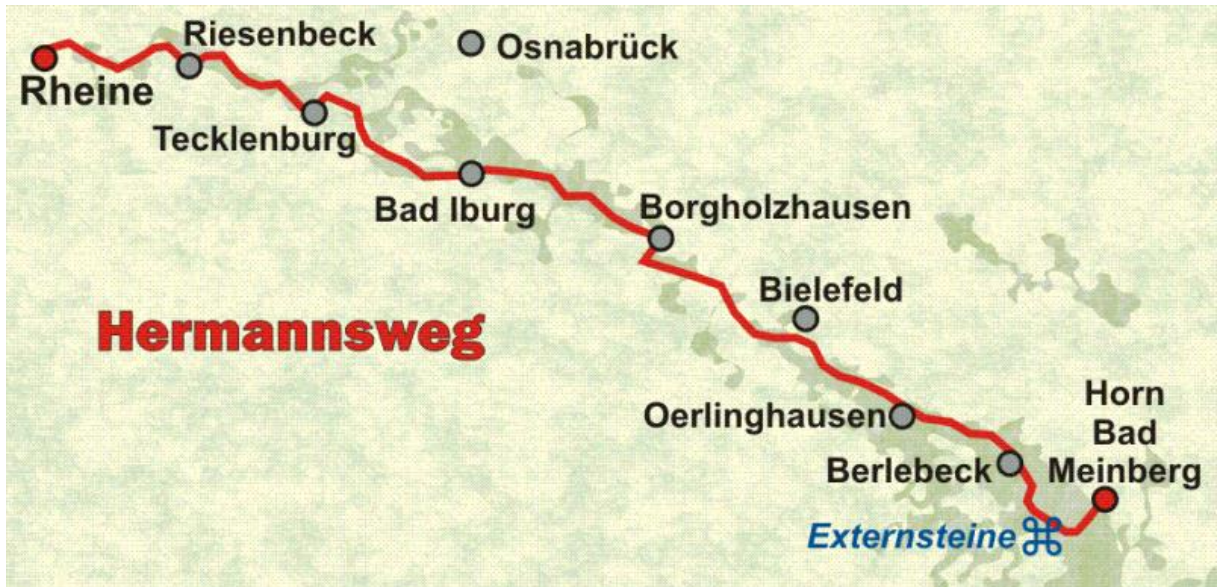 Riesenbeck
Osnabrück
Rheine
Tecklenburg
Bad Iburg
Borgholzhausen
Bielefeld
Hermannsweg
Horn
Bad
Meinberg
Oerlinghausen
Berlebeck
Externsteine